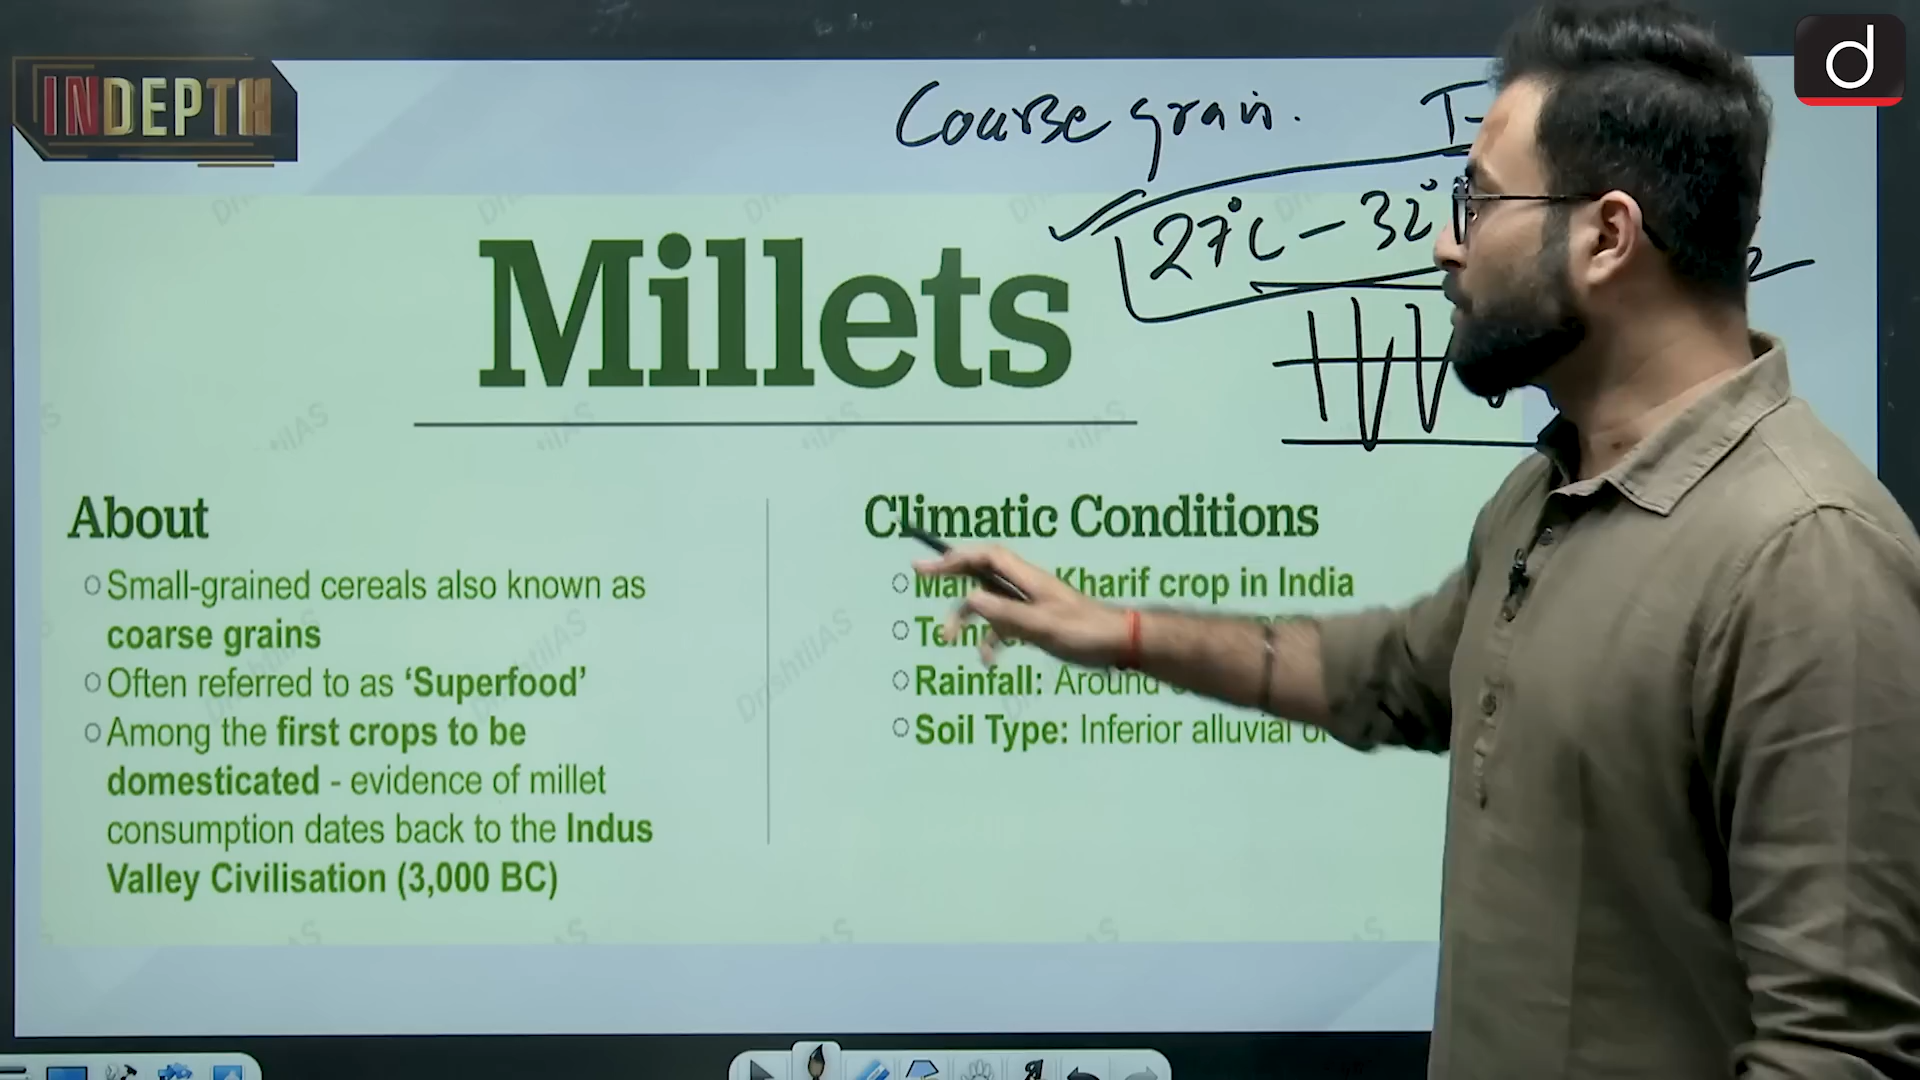 INDEPTH
d
Course grain.
27°C - 32°
Millets
About
Small-grained cereals also known as
coarse grains
Often referred to as ‘Superfood’
Among the first crops to be
domesticated - evidence of millet
consumption dates back to the Indus
Valley Civilisation (3,000 BC)
Climatic Conditions
Kharif crop in India
Rainfall: Around
Soil Type: Inferior alluvial
DrishtiIAS